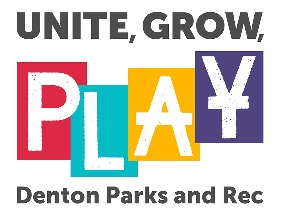 UNITE, GROW,
PLAY
Denton Parks and Rec